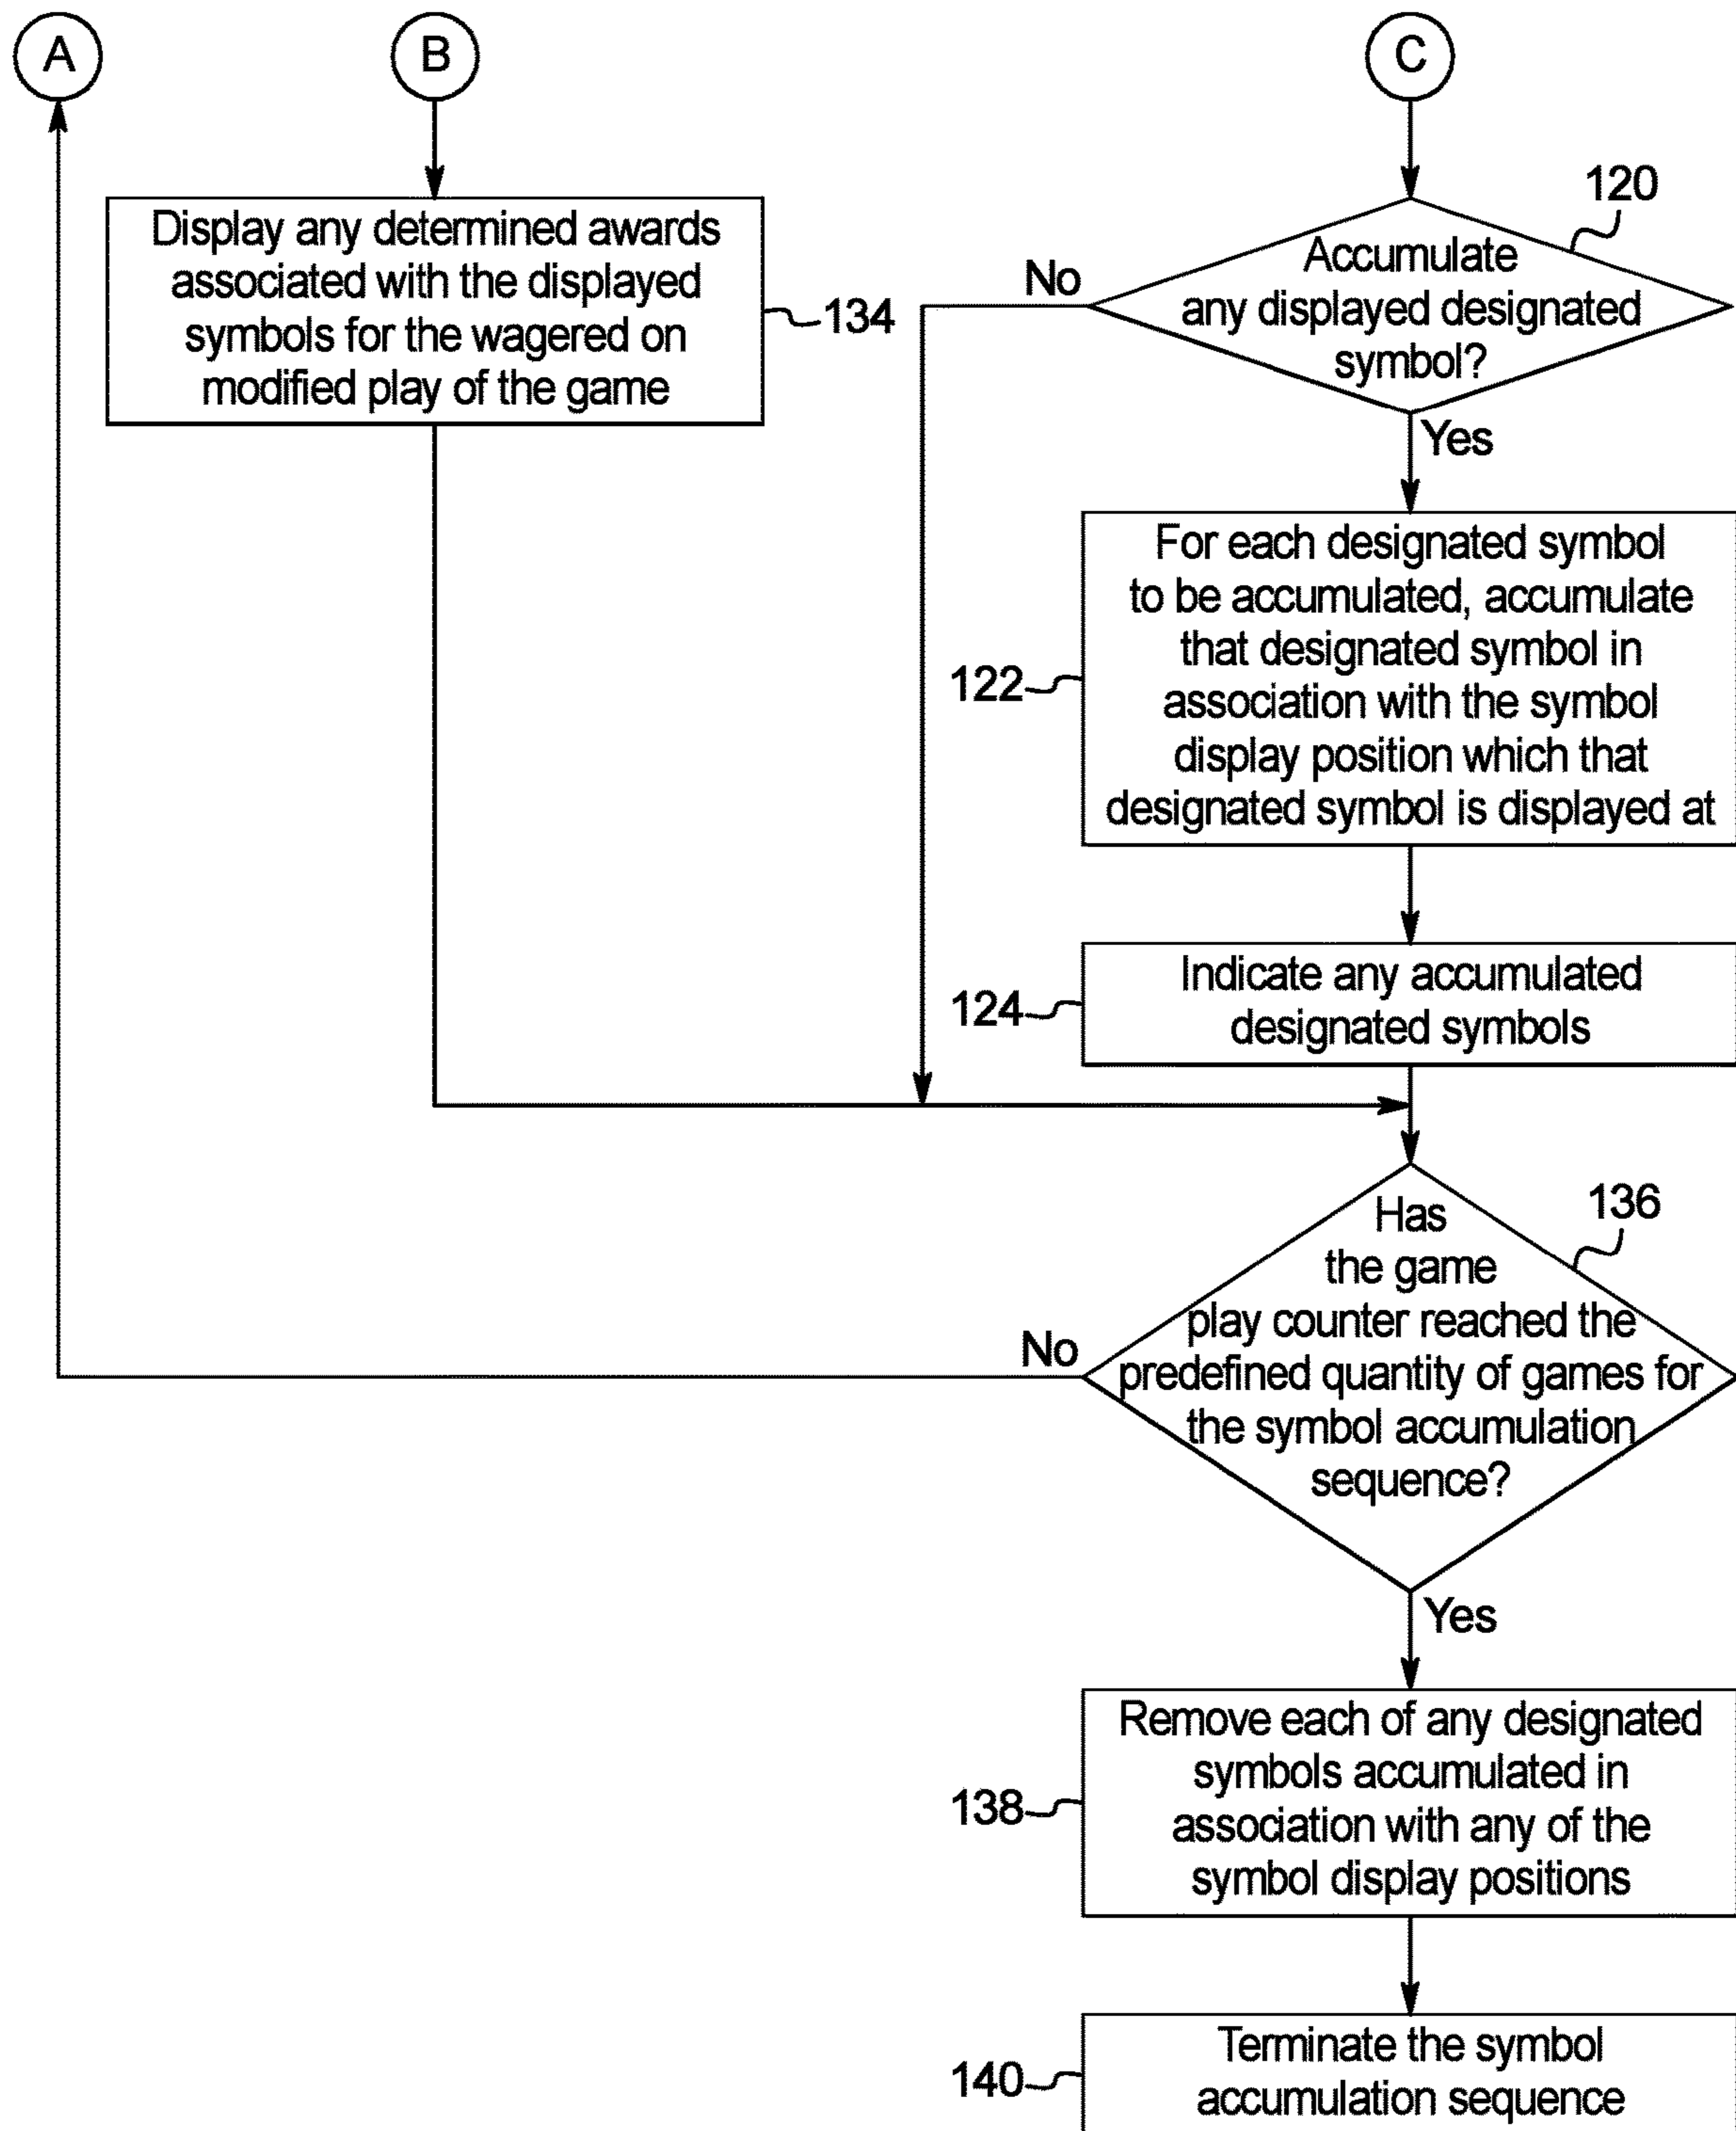 A
B
C
Display any determined awards
associated with the displayed
symbols for the wagered on
modified play of the game
134
120
Accumulate
any displayed designated
symbol?
No
Yes
For each designated symbol
to be accumulated, accumulate
that designated symbol in
association with the symbol
display position which that
designated symbol is displayed at
122
Indicate any accumulated
designated symbols
124
136
Has
the game
play counter reached the
predefined quantity of games for
the symbol accumulation
sequence?
No
Yes
Remove each of any designated
symbols accumulated in
association with any of the
symbol display positions
138
Terminate the symbol
accumulation sequence
140